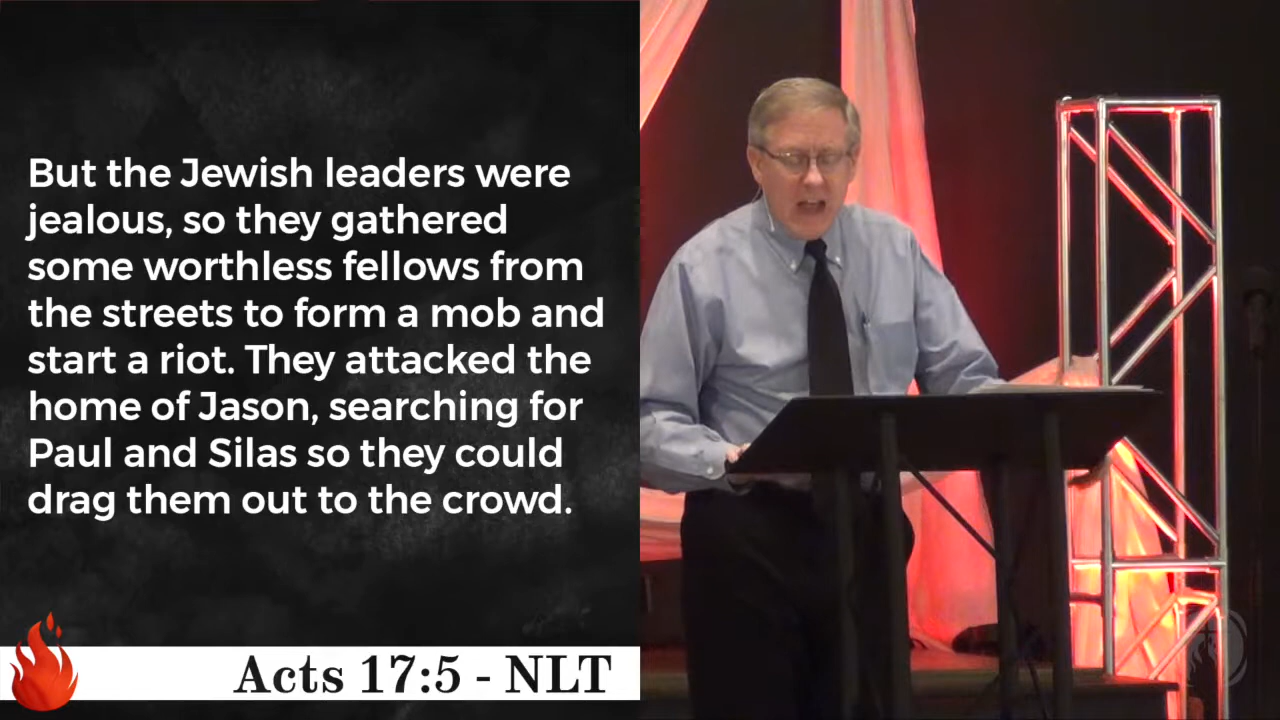 But the Jewish leaders were
jealous, so they gathered
some worthless fellows from
the streets to form a mob and
start a riot. They attacked the
home of Jason, searching for
Paul and Silas so they could
drag them out to the crowd.
Acts 17:5 - NLT